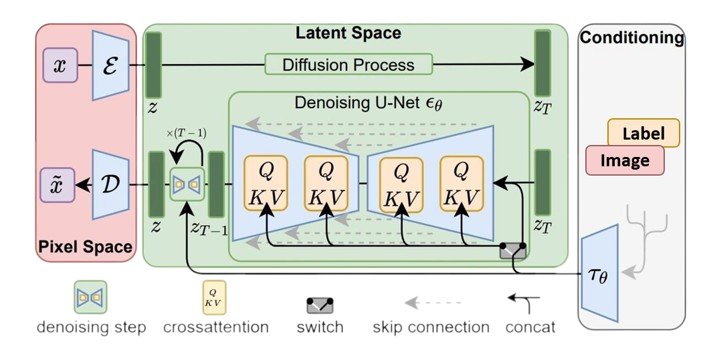 Latent Space
Conditioning
x
ℰ
z
Diffusion Process
z_T
Denoising U-Net ϵ_θ
×(T−1)
Label
Image
x̃
𝒟
z
z_{T−1}
Q
KV
Q
KV
Q
KV
Q
KV
z_T
τ_θ
Pixel Space
Q
KV
denoising step
crossattention
switch
skip connection
concat